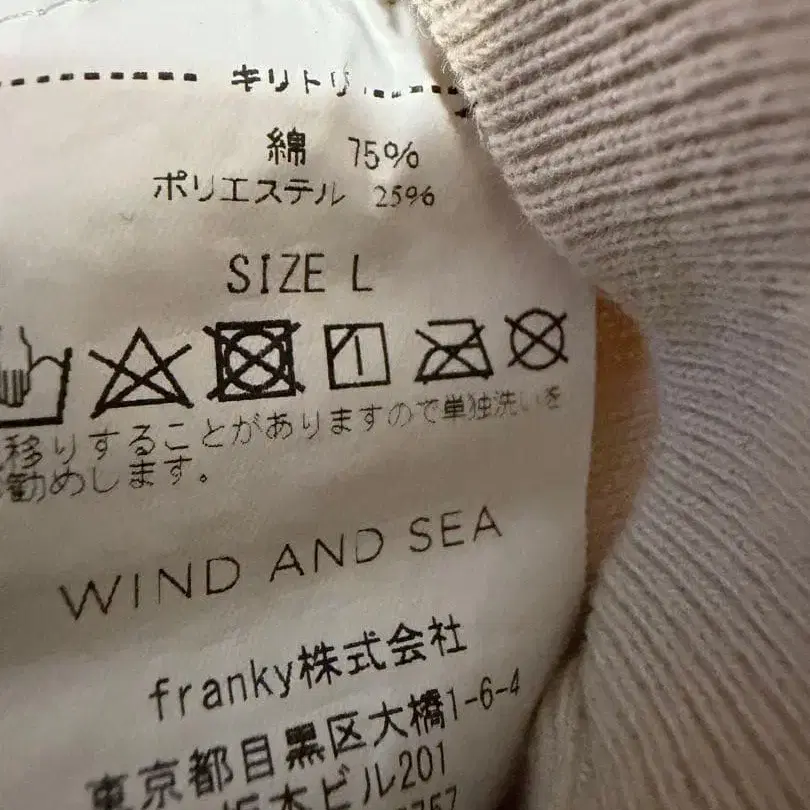 キリトリ
綿 75%
ポリエステル 25%
SIZE L
移りすることがありますので単独洗いを
勧めします。
WIND AND SEA
franky株式会社
東京都目黒区大橋1-6-4
坂本ビル201